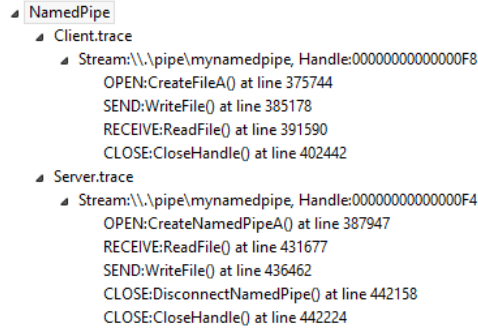 NamedPipe
Client.trace
Stream:\\.\pipe\mynamedpipe, Handle:00000000000000F8
OPEN:CreateFileA() at line 375744
SEND:WriteFile() at line 385178
RECEIVE:ReadFile() at line 391590
CLOSE:CloseHandle() at line 402442
Server.trace
Stream:\\.\pipe\mynamedpipe, Handle:00000000000000F4
OPEN:CreateNamedPipeA() at line 387947
RECEIVE:ReadFile() at line 431677
SEND:WriteFile() at line 436462
CLOSE:DisconnectNamedPipe() at line 442158
CLOSE:CloseHandle() at line 442224